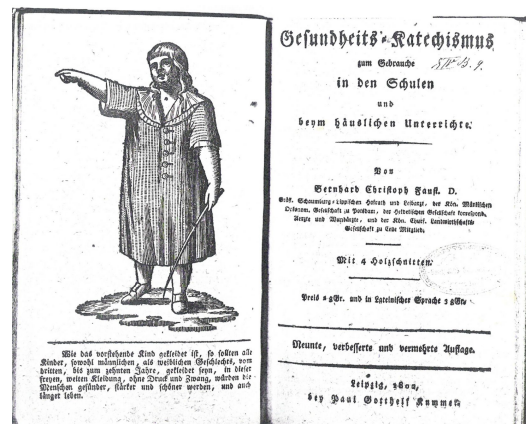 Wie das vorstehende Kind gekleidet ist, so sollten alle
Kinder, sowohl männlichen, als weiblichen Geschlechts, vom
dritten, bis zum zehnten Jahre, gekleidet seyn, in dieser
freyen, weiten Kleidung, ohne Druck und Zwang, würden die
Menschen gesünder, stärker und schöner werden, und auch
länger leben.
Gesundheits-Katechismus
zum Gebrauche
in den Schulen
und
beym häuslichen Unterrichte.
Von
Bernhard Christoph Faust. D.
Gräfl. Schaumburg-Lippischen Hofrath und Leibarzt, der Kön. Märkischen
Oekonom. Gesellschaft zu Potsdam, der Helvetischen Gesellschaft korrespond.
Aerzte und Wundärzte, und der Kön. Churf. Landwirthschafts
Gesellschaft zu Celle Mitglied.
Mit 4 Holzschnitten.
Preis 2 gGr. und in Lateinischer Sprache 3 gGr.
Neunte, verbesserte und vermehrte Auflage.
Leipzig, 1802,
bey Paul Gotthelf Kummer.